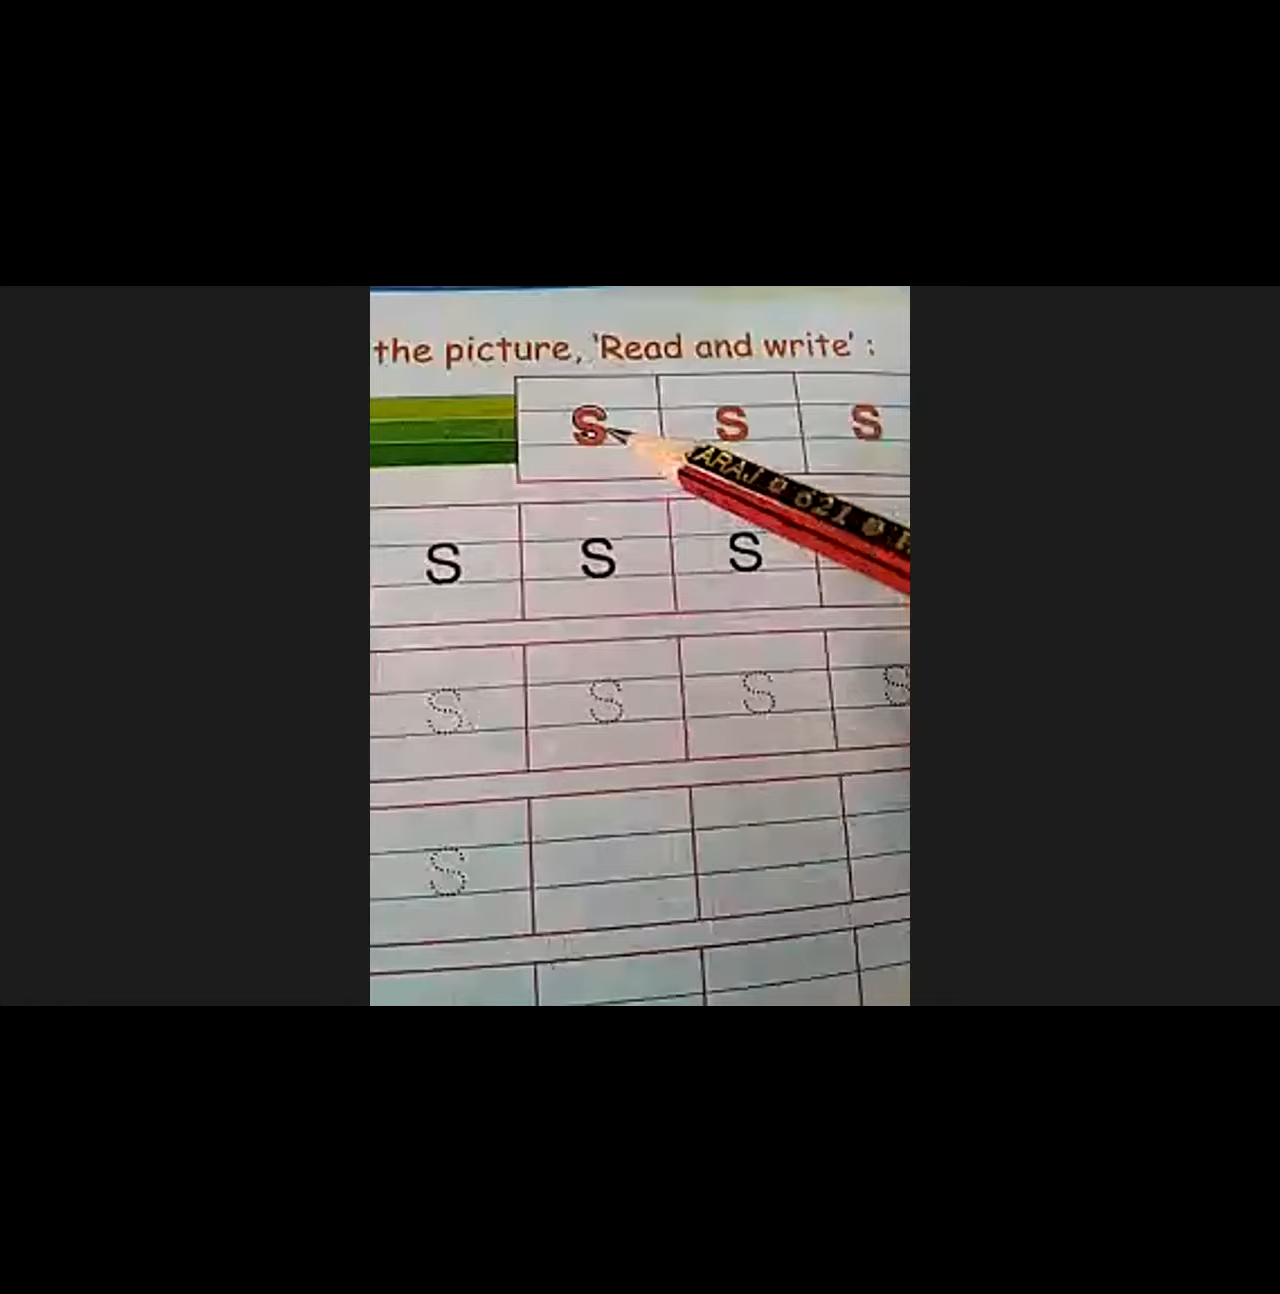 the picture, 'Read and write' :
s s s
ARAJ 621
s s s
s s s s
s